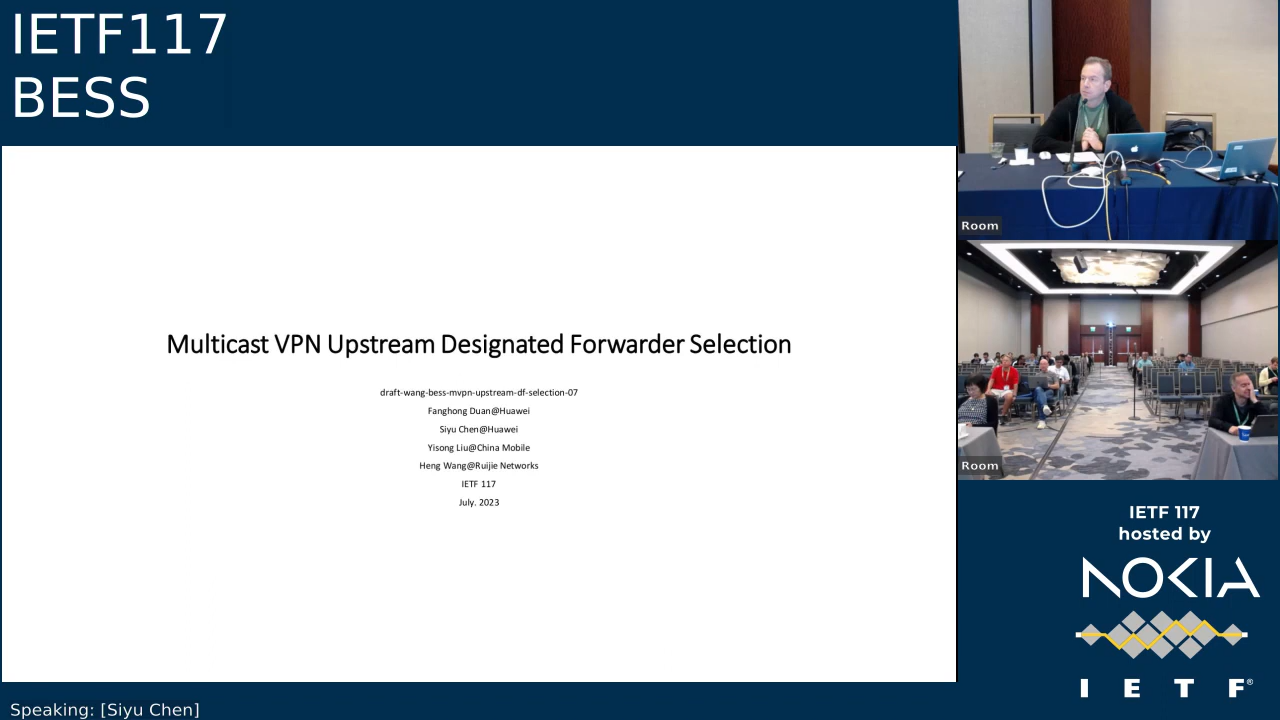 IETF117
BESS
Multicast VPN Upstream Designated Forwarder Selection
draft-wang-bess-mvpn-upstream-df-selection-07
Fanghong Duan@Huawei
Siyu Chen@Huawei
Yisong Liu@China Mobile
Heng Wang@Ruijie Networks
IETF 117
July. 2023
Room
Room
IETF 117
hosted by
NOKIA
I E T F®
Speaking: [Siyu Chen]